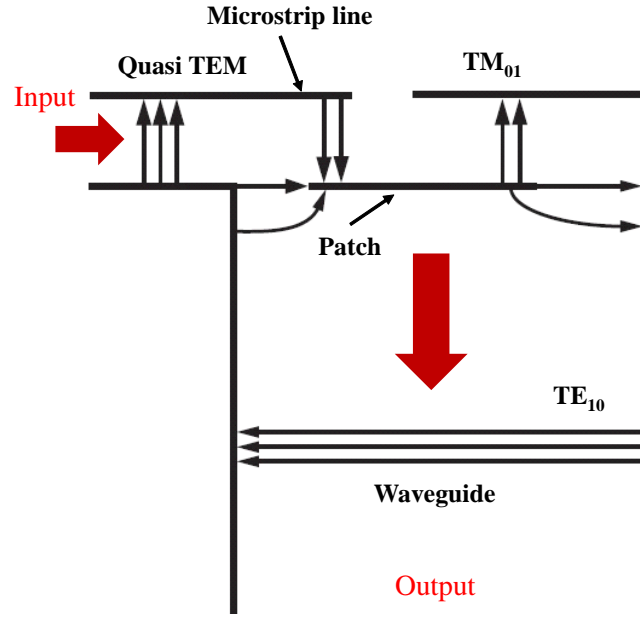 Microstrip line
Quasi TEM
TM₀₁
Input
Patch
TE₁₀
Waveguide
Output